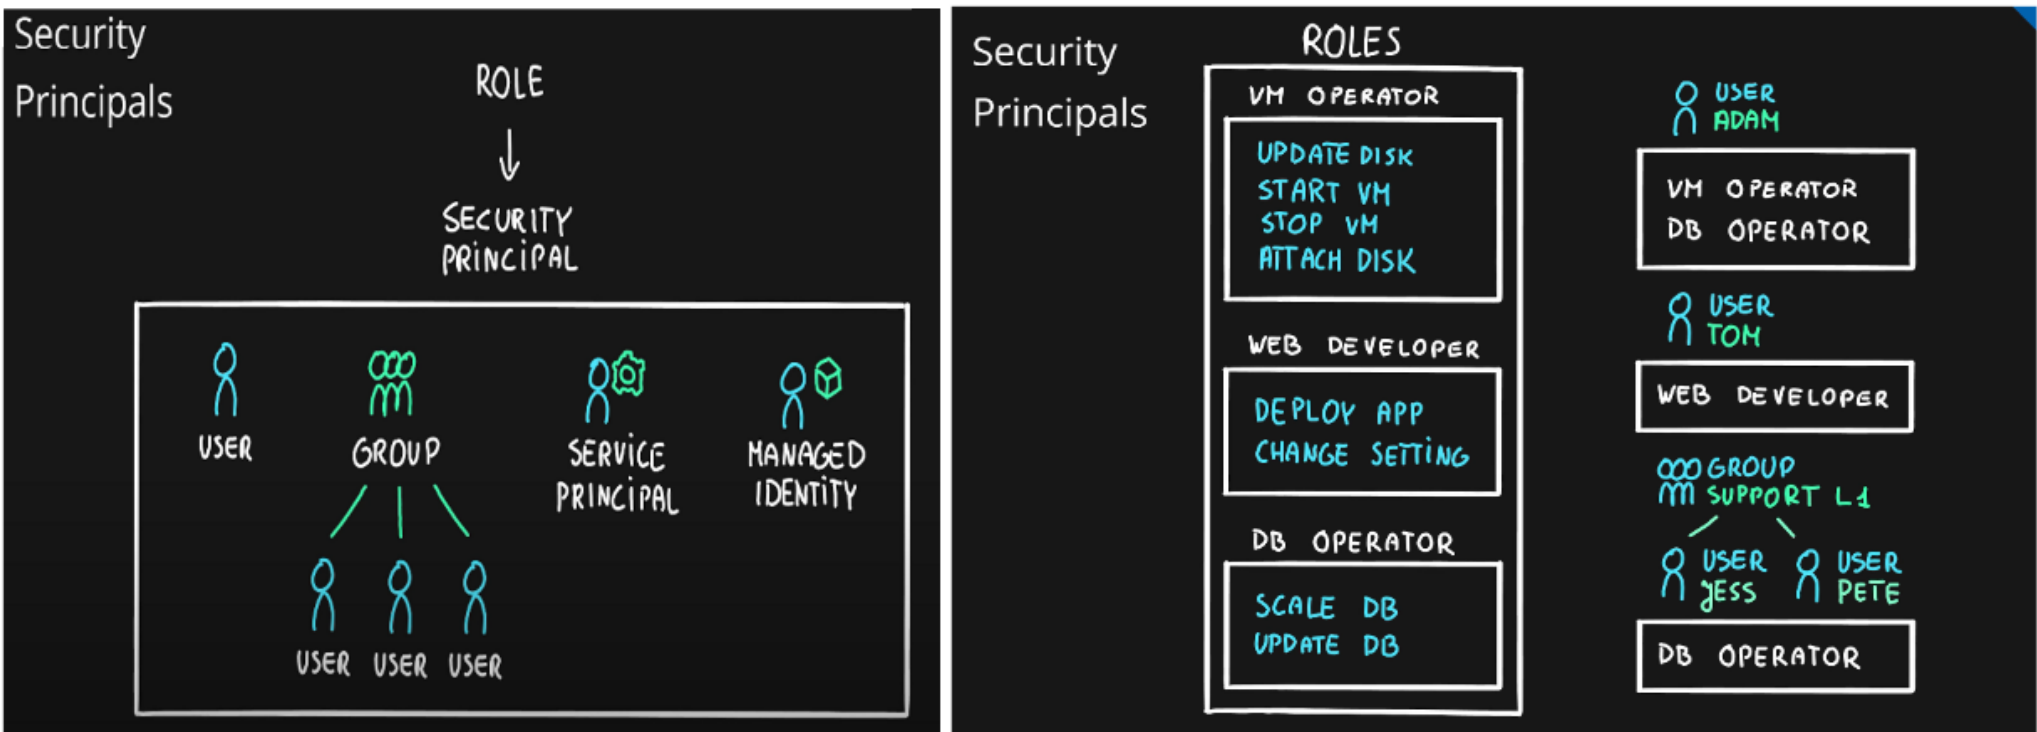 Security
Principals
ROLE
SECURITY
PRINCIPAL
USER
GROUP
SERVICE
PRINCIPAL
MANAGED
IDENTITY
USER USER USER
Security
Principals
ROLES
VM OPERATOR
UPDATE DISK
START VM
STOP VM
ATTACH DISK
WEB DEVELOPER
DEPLOY APP
CHANGE SETTING
DB OPERATOR
SCALE DB
UPDATE DB
USER
ADAM
VM OPERATOR
DB OPERATOR
USER
TOM
WEB DEVELOPER
GROUP
SUPPORT L1
USER
JESS
USER
PETE
DB OPERATOR